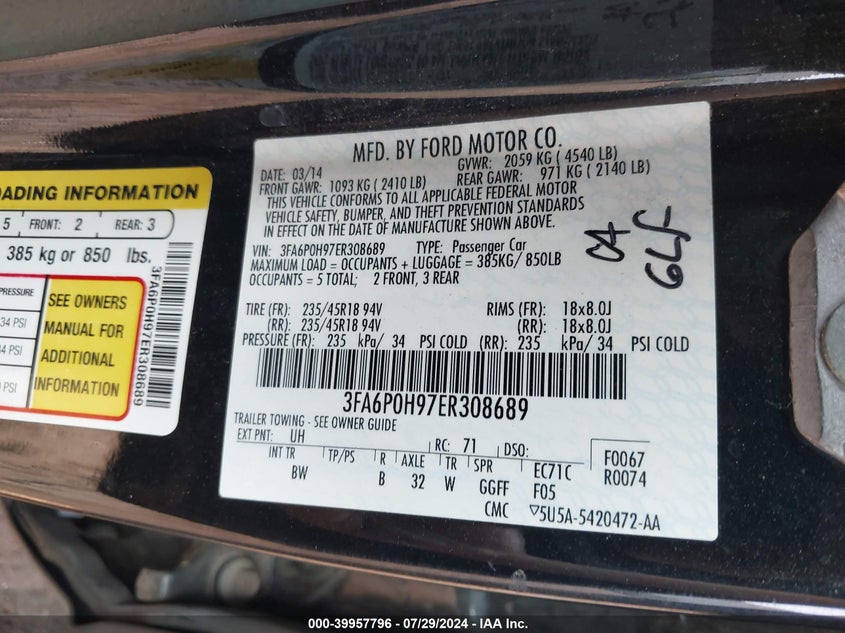 MFD. BY FORD MOTOR CO.
DATE: 03/14 GVWR: 2059 KG ( 4540 LB)
FRONT GAWR: 1093 KG ( 2410 LB) REAR GAWR: 971 KG ( 2140 LB)
THIS VEHICLE CONFORMS TO ALL APPLICABLE FEDERAL MOTOR
VEHICLE SAFETY, BUMPER, AND THEFT PREVENTION STANDARDS
IN EFFECT ON THE DATE OF MANUFACTURE SHOWN ABOVE.
VIN: 3FA6P0H97ER308689 TYPE: Passenger Car
MAXIMUM LOAD = OCCUPANTS + LUGGAGE = 385KG/ 850LB
OCCUPANTS = 5 TOTAL; 2 FRONT, 3 REAR
TIRE (FR): 235/45R18 94V RIMS (FR): 18x8.0J
(RR): 235/45R18 94V (RR): 18x8.0J
PRESSURE (FR): 235 kPa/ 34 PSI COLD (RR): 235 kPa/ 34 PSI COLD
3FA6P0H97ER308689
TRAILER TOWING - SEE OWNER GUIDE
EXT PNT: UH RC: 71 DSO: F0067
R0074
INT TR TP/PS R AXLE TR SPR EC71C
BW B 32 W GGFF F05
CMC ▽5U5A-5420472-AA
OADING INFORMATION
5 FRONT: 2 REAR: 3
385 kg or 850 lbs.
PRESSURE
34 PSI
4 PSI
PSI
SEE OWNERS
MANUAL FOR
ADDITIONAL
INFORMATION
3FA6P0H97ER308689
000-39957796 - 07/29/2024 - IAA Inc.